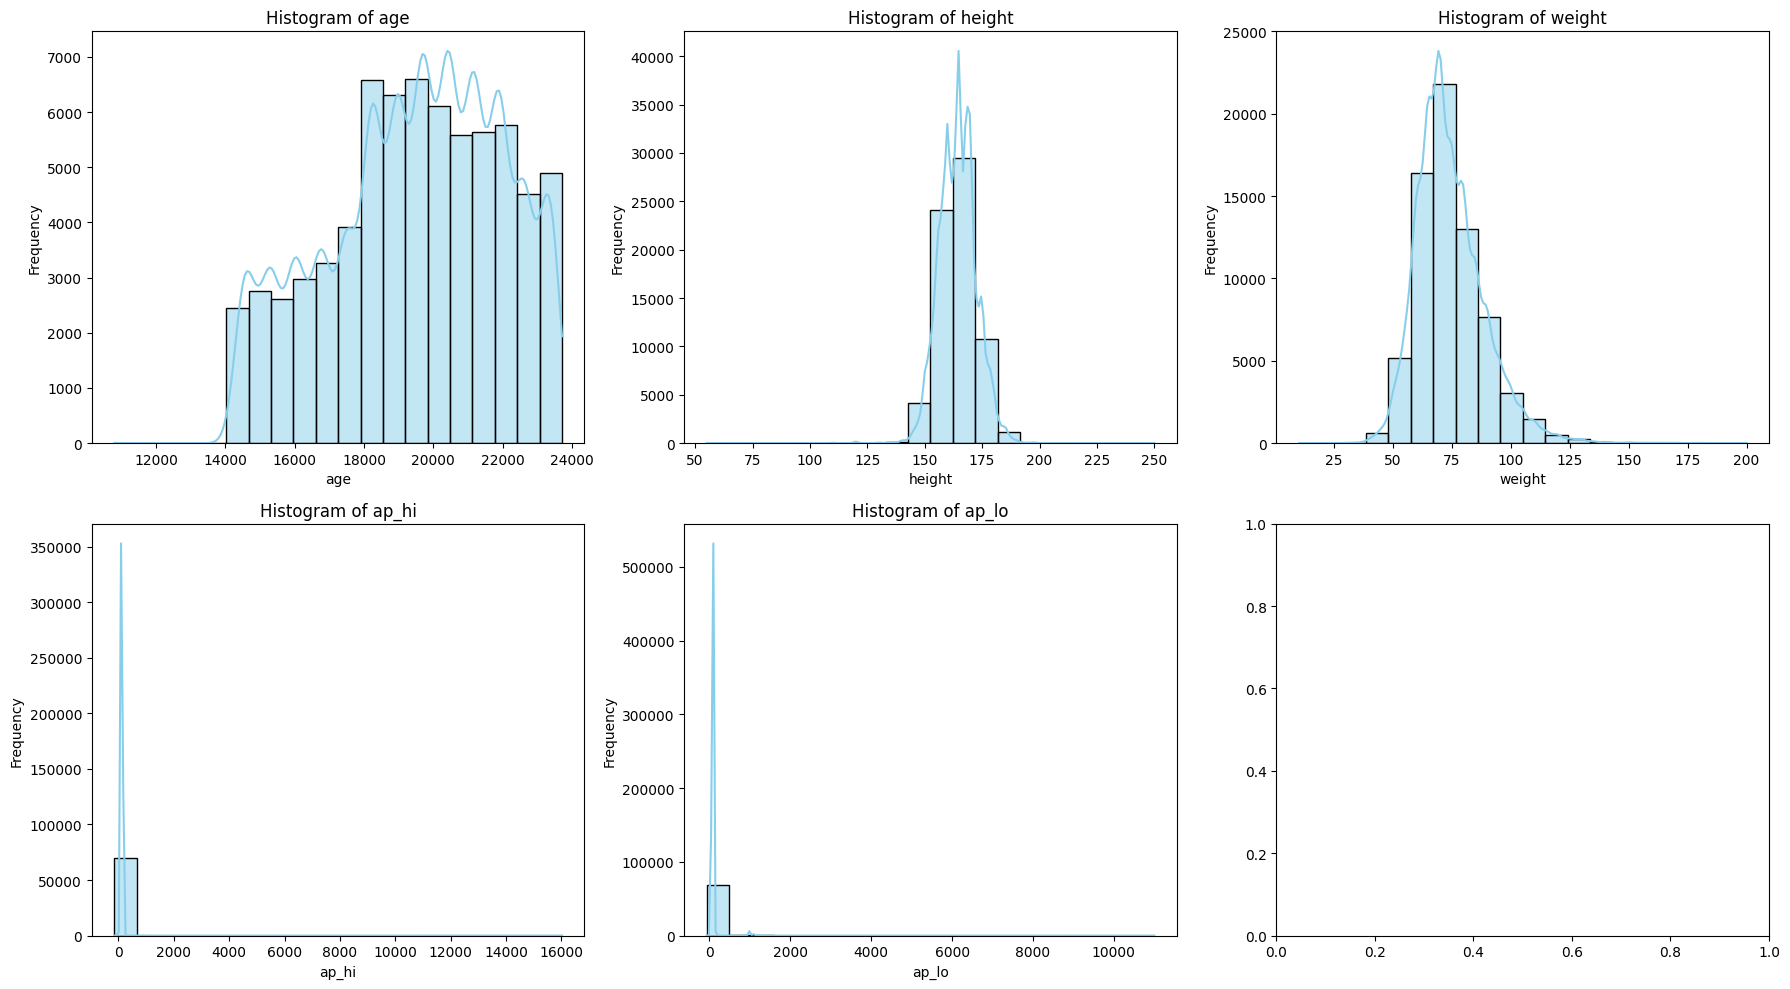 Histogram of age
7000
6000
5000
4000
3000
2000
1000
0
Frequency
12000 14000 16000 18000 20000 22000 24000
age
Histogram of height
40000
35000
30000
25000
20000
15000
10000
5000
0
Frequency
50 75 100 125 150 175 200 225 250
height
Histogram of weight
25000
20000
15000
10000
5000
0
Frequency
25 50 75 100 125 150 175 200
weight
Histogram of ap_hi
350000
300000
250000
200000
150000
100000
50000
0
Frequency
0 2000 4000 6000 8000 10000 12000 14000 16000
ap_hi
Histogram of ap_lo
500000
400000
300000
200000
100000
0
Frequency
0 2000 4000 6000 8000 10000
ap_lo
1.0
0.8
0.6
0.4
0.2
0.0
0.0 0.2 0.4 0.6 0.8 1.0